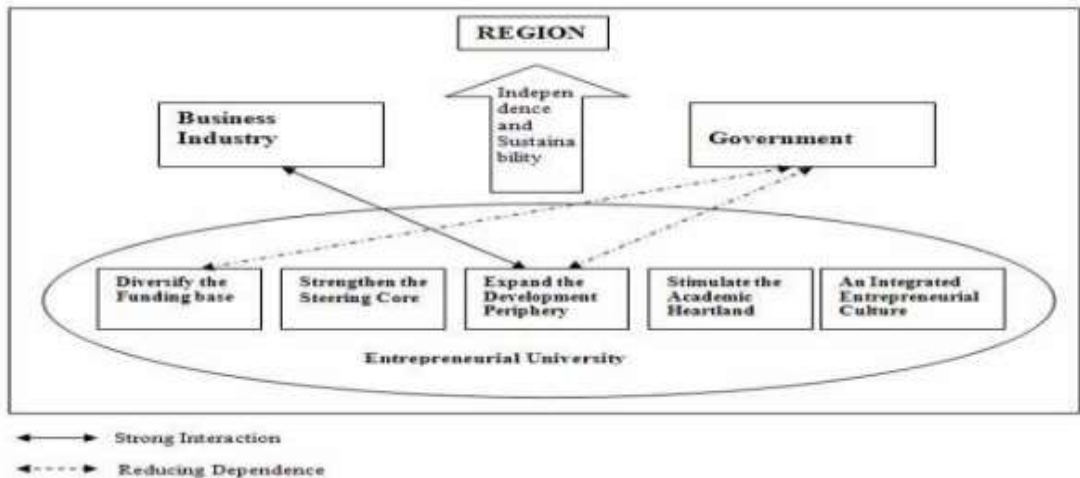 REGION
Indepen
dence
and
Sustaina
bility
Business
Industry
Government
Diversify the
Funding base
Strengthen the
Steering Core
Expand the
Development
Periphery
Stimulate the
Academic
Heartland
An Integrated
Entrepreneurial
Culture
Entrepreneurial University
Strong Interaction
Reducing Dependence